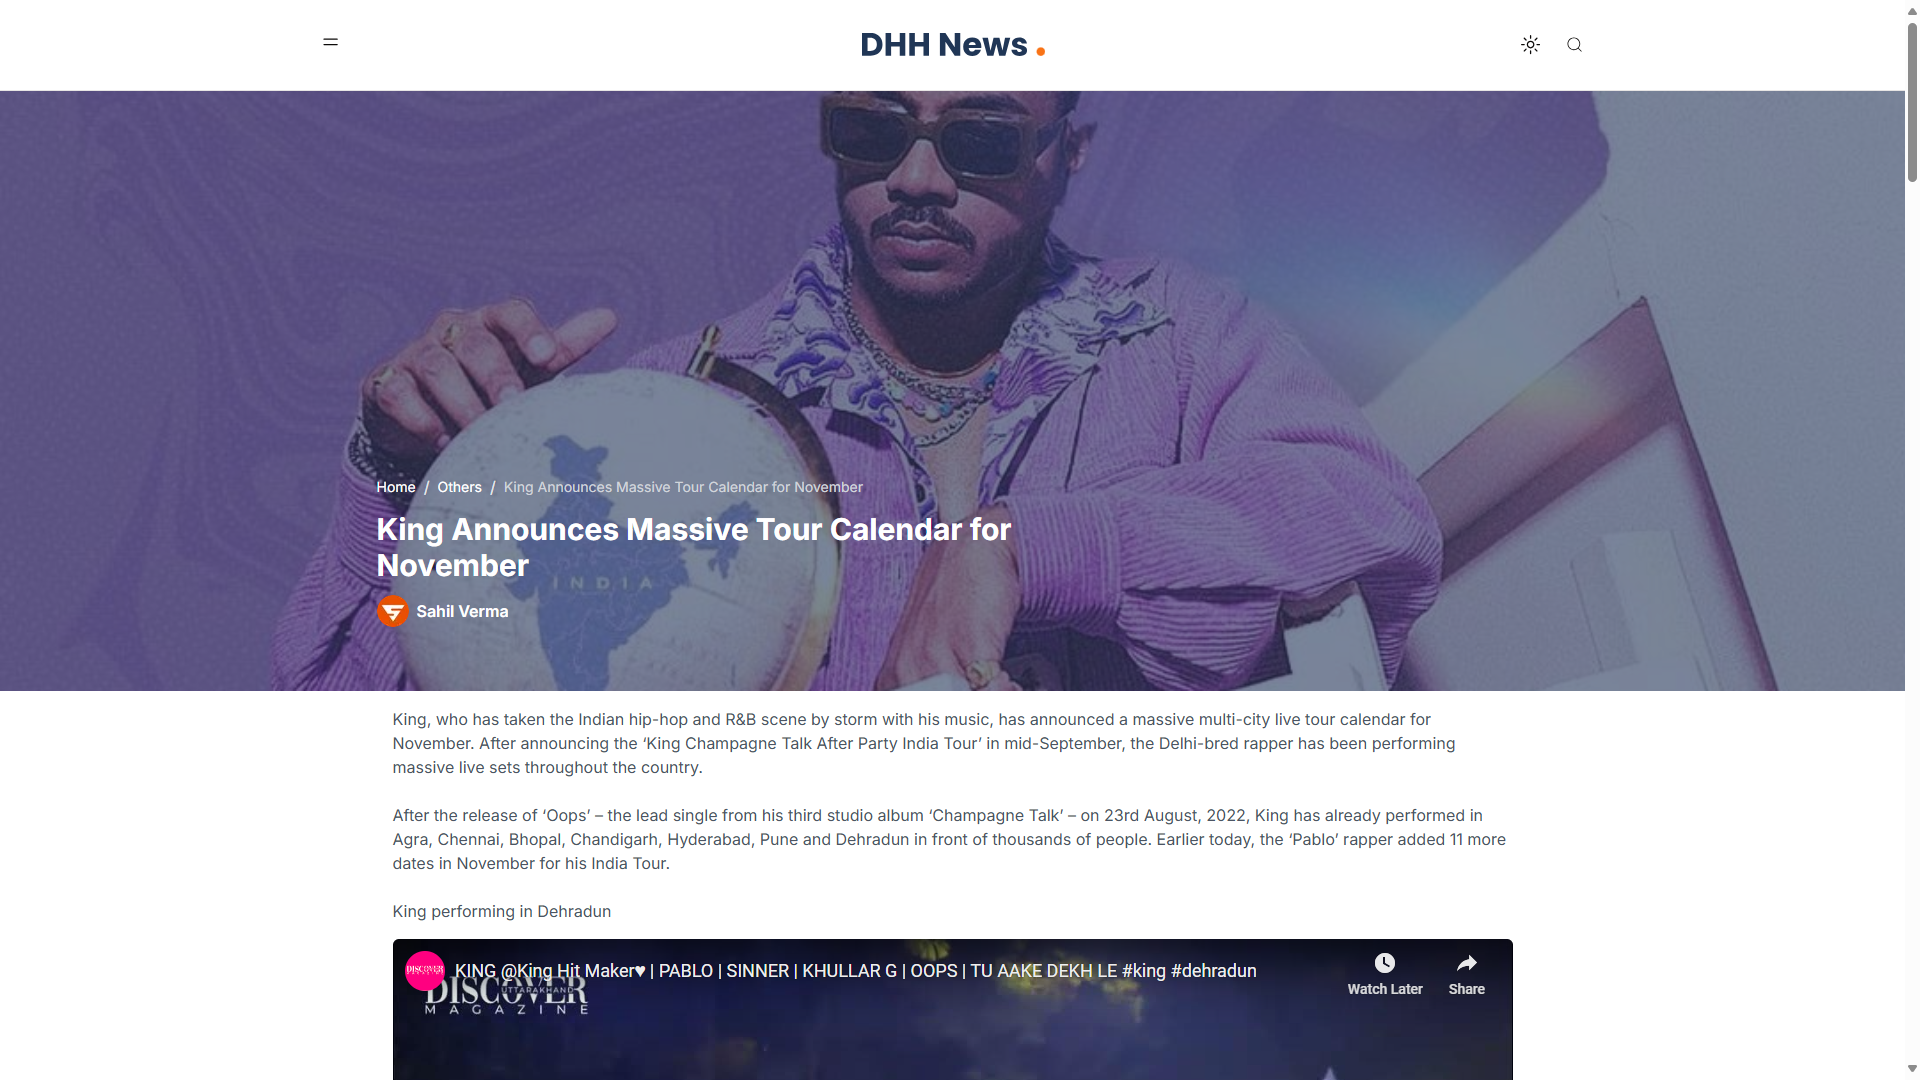 DHH News .
Home / Others / King Announces Massive Tour Calendar for November
King Announces Massive Tour Calendar for
November
INDIA
Sahil Verma
King, who has taken the Indian hip-hop and R&B scene by storm with his music, has announced a massive multi-city live tour calendar for
November. After announcing the ‘King Champagne Talk After Party India Tour’ in mid-September, the Delhi-bred rapper has been performing
massive live sets throughout the country.
After the release of ‘Oops’ – the lead single from his third studio album ‘Champagne Talk’ – on 23rd August, 2022, King has already performed in
Agra, Chennai, Bhopal, Chandigarh, Hyderabad, Pune and Dehradun in front of thousands of people. Earlier today, the ‘Pablo’ rapper added 11 more
dates in November for his India Tour.
King performing in Dehradun
DISCOVER
KING @King Hit Maker♥ | PABLO | SINNER | KHULLAR G | OOPS | TU AAKE DEKH LE #king #dehradun
Watch Later
Share
DISCOVER
UTTARAKHAND
MAGAZINE